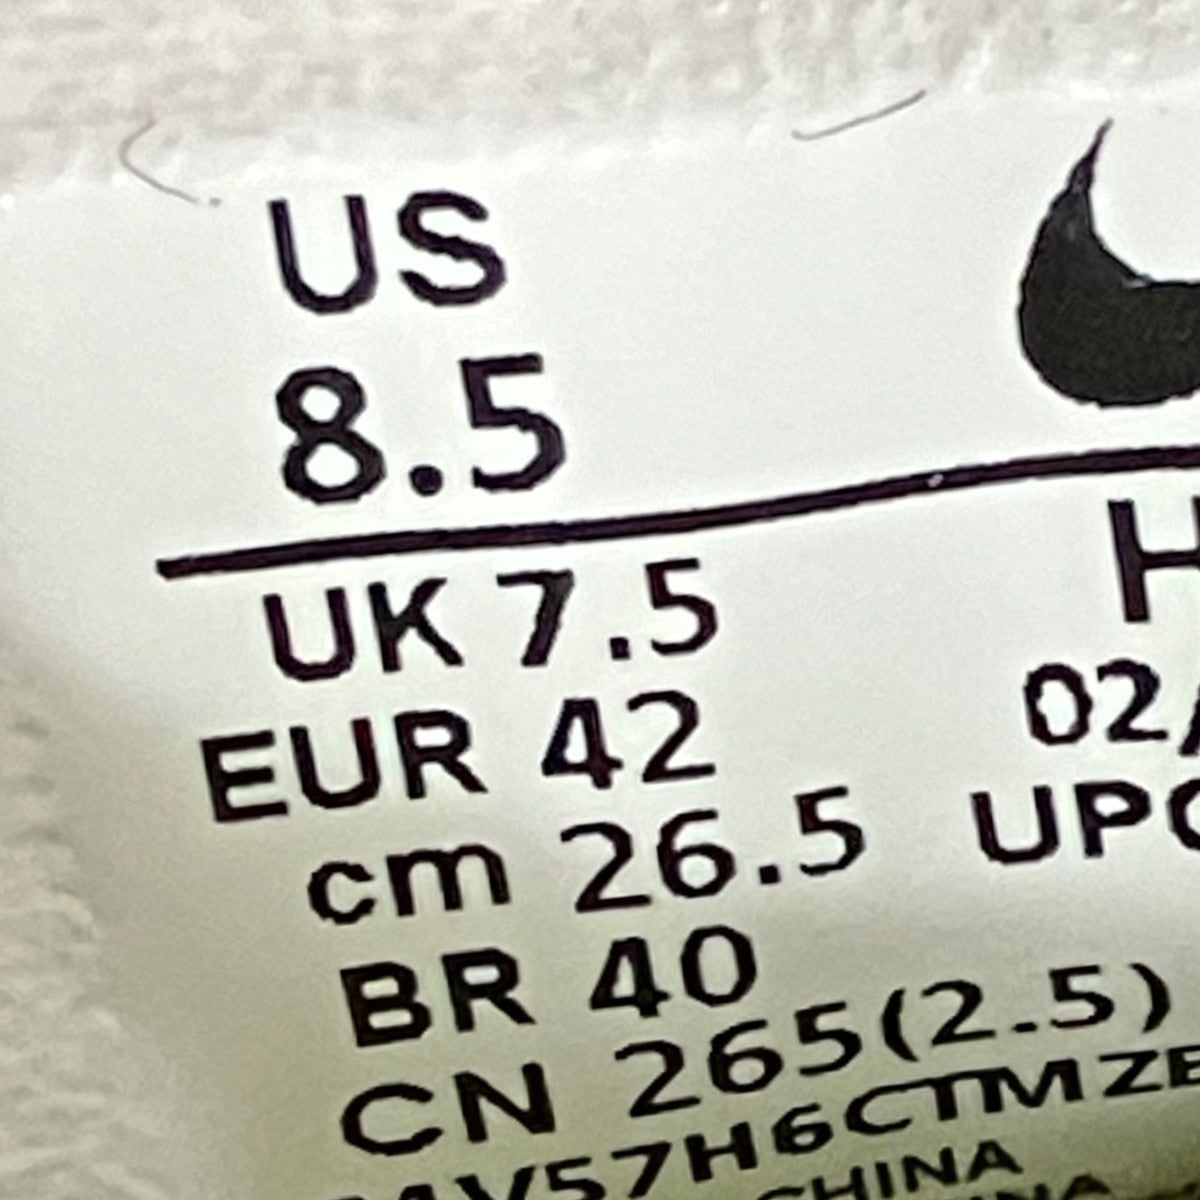 US
8.5
UK 7.5
EUR 42
cm 26.5
BR 40
CN 265(2.5)
H
02/
UPC
CHINA